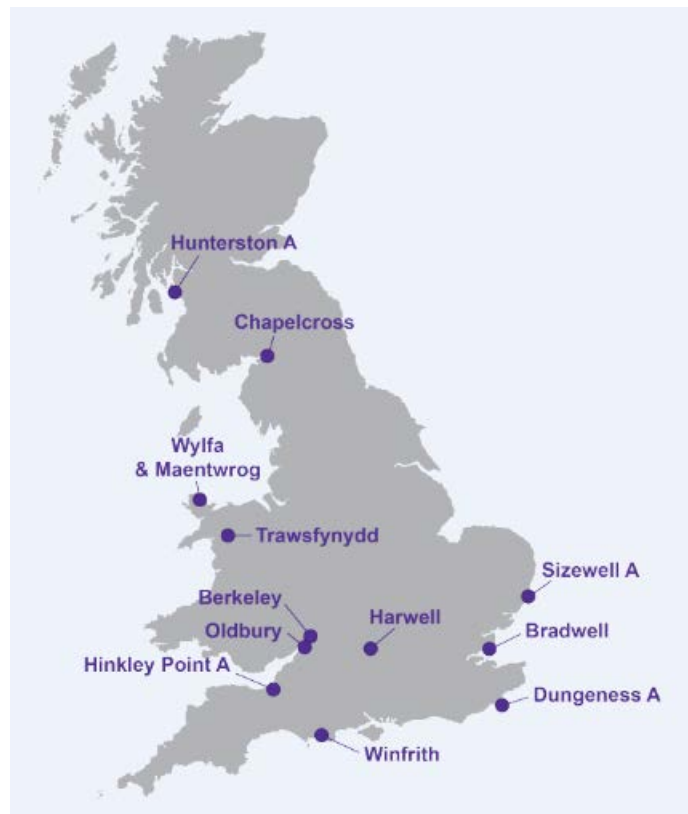 Hunterston A
Chapelcross
Wylfa
& Maentwrog
Trawsfynydd
Sizewell A
Berkeley
Harwell
Oldbury
Bradwell
Hinkley Point A
Dungeness A
Winfrith